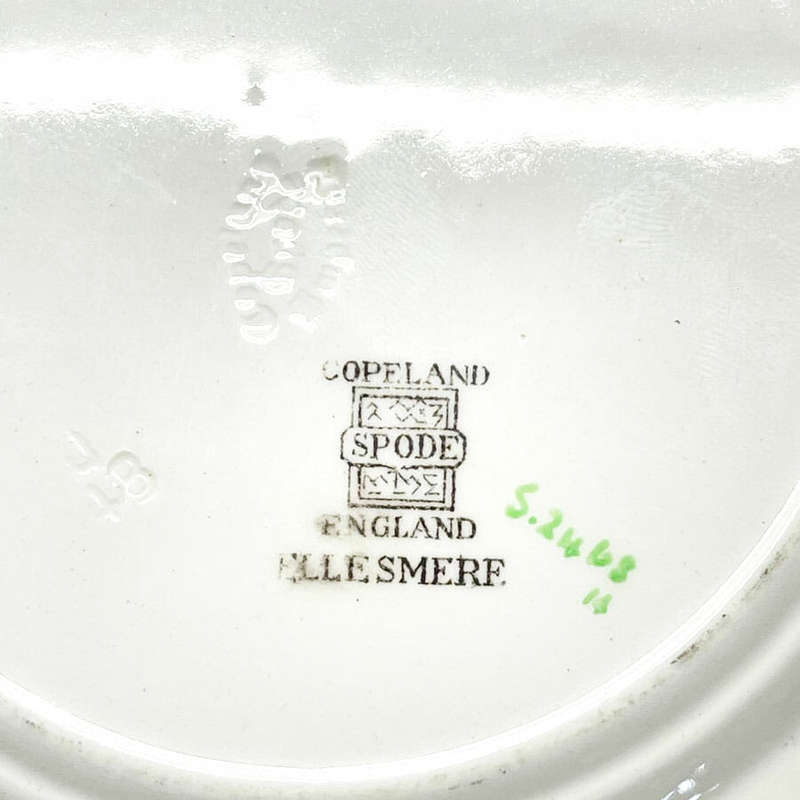 COPELAND
SPODE
ENGLAND
ELLESMERE
S.2468